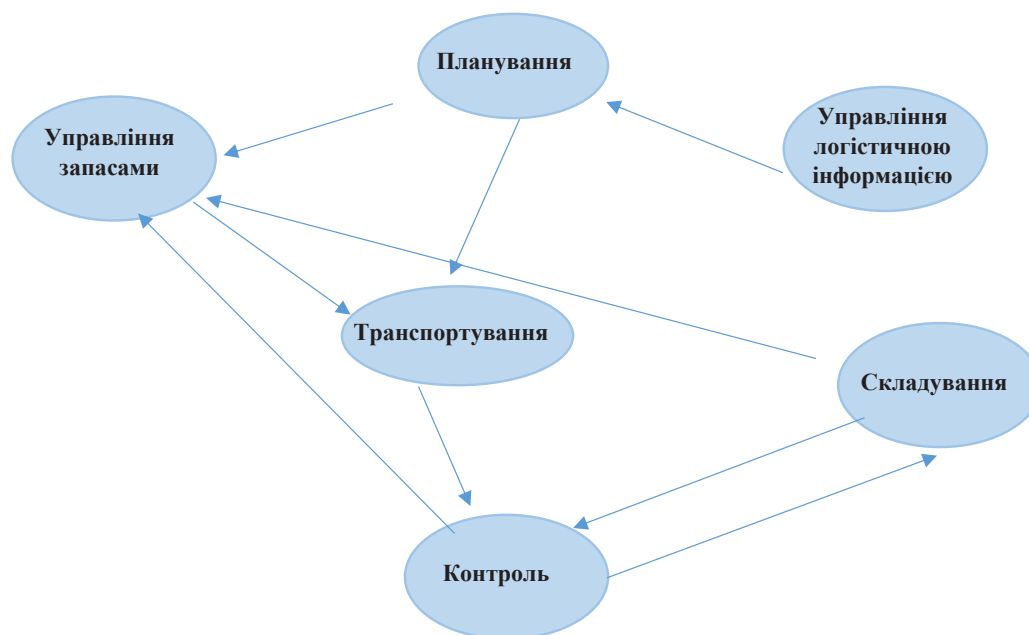 Планування
Управління
запасами
Управління
логістичною
інформацією
Транспортування
Складування
Контроль